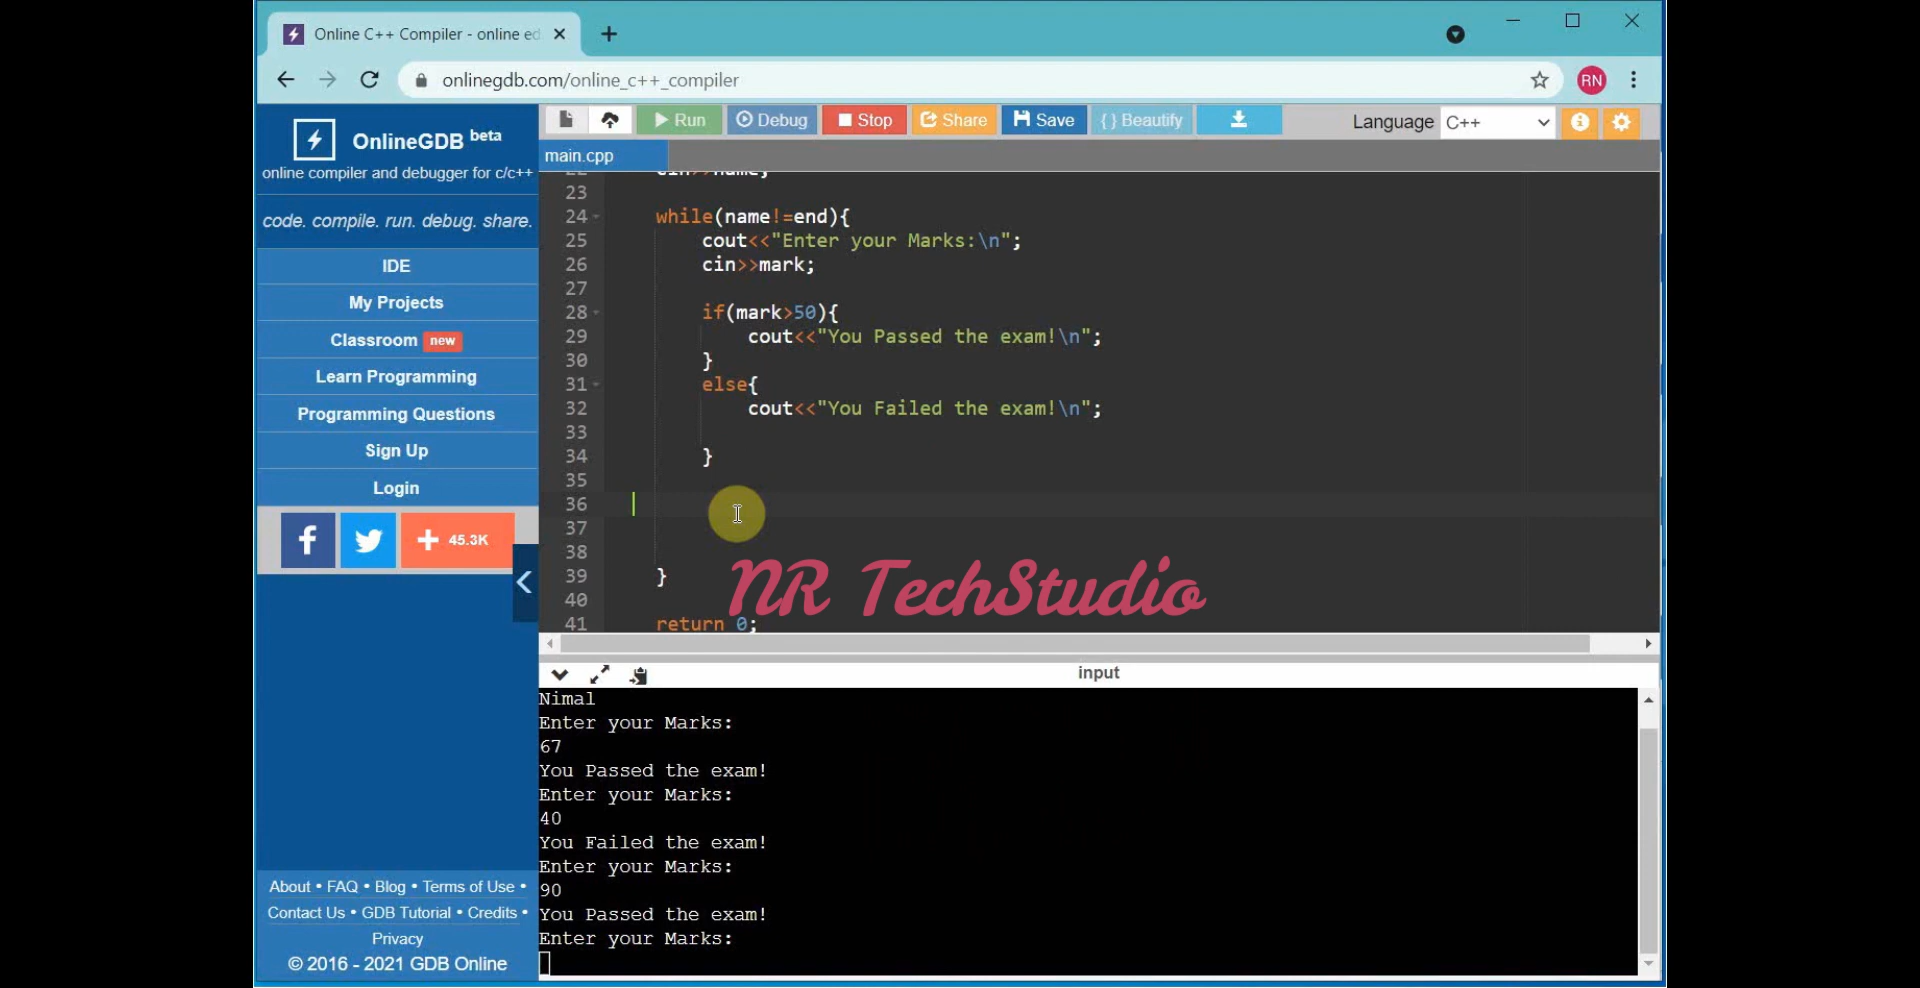 Online C++ Compiler - online ed
onlinegdb.com/online_c++_compiler
RN
OnlineGDB beta
online compiler and debugger for c/c++
code. compile. run. debug. share.
IDE
My Projects
Classroom new
Learn Programming
Programming Questions
Sign Up
Login
45.3K
About • FAQ • Blog • Terms of Use •
Contact Us • GDB Tutorial • Credits •
Privacy
© 2016 - 2021 GDB Online
Run Debug Stop Share Save {} Beautify Language C++
main.cpp
22 cin>>name;
23
24 while(name!=end){
25 cout<<"Enter your Marks:\n";
26 cin>>mark;
27
28 if(mark>50){
29 cout<<"You Passed the exam!\n";
30 }
31 else{
32 cout<<"You Failed the exam!\n";
33
34 }
35
36
37
38
39 }
40
41 return 0;
NR TechStudio
input
Nimal
Enter your Marks:
67
You Passed the exam!
Enter your Marks:
40
You Failed the exam!
Enter your Marks:
90
You Passed the exam!
Enter your Marks: